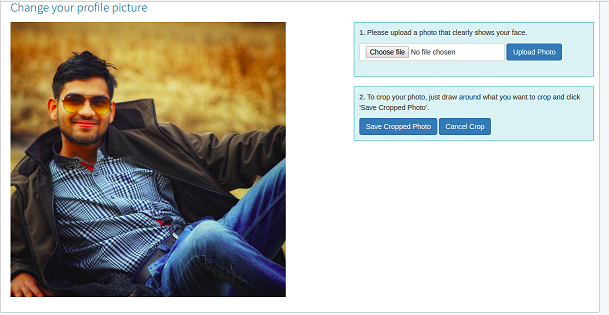 Change your profile picture
1. Please upload a photo that clearly shows your face.
Choose file No file chosen Upload Photo
2. To crop your photo, just draw around what you want to crop and click
'Save Cropped Photo'.
Save Cropped Photo Cancel Crop